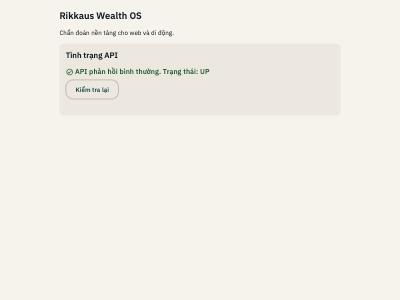 Rikkaus Wealth OS
Chẩn đoán nền tảng cho web và di động.
Tình trạng API
API phản hồi bình thường. Trạng thái: UP
Kiểm tra lại